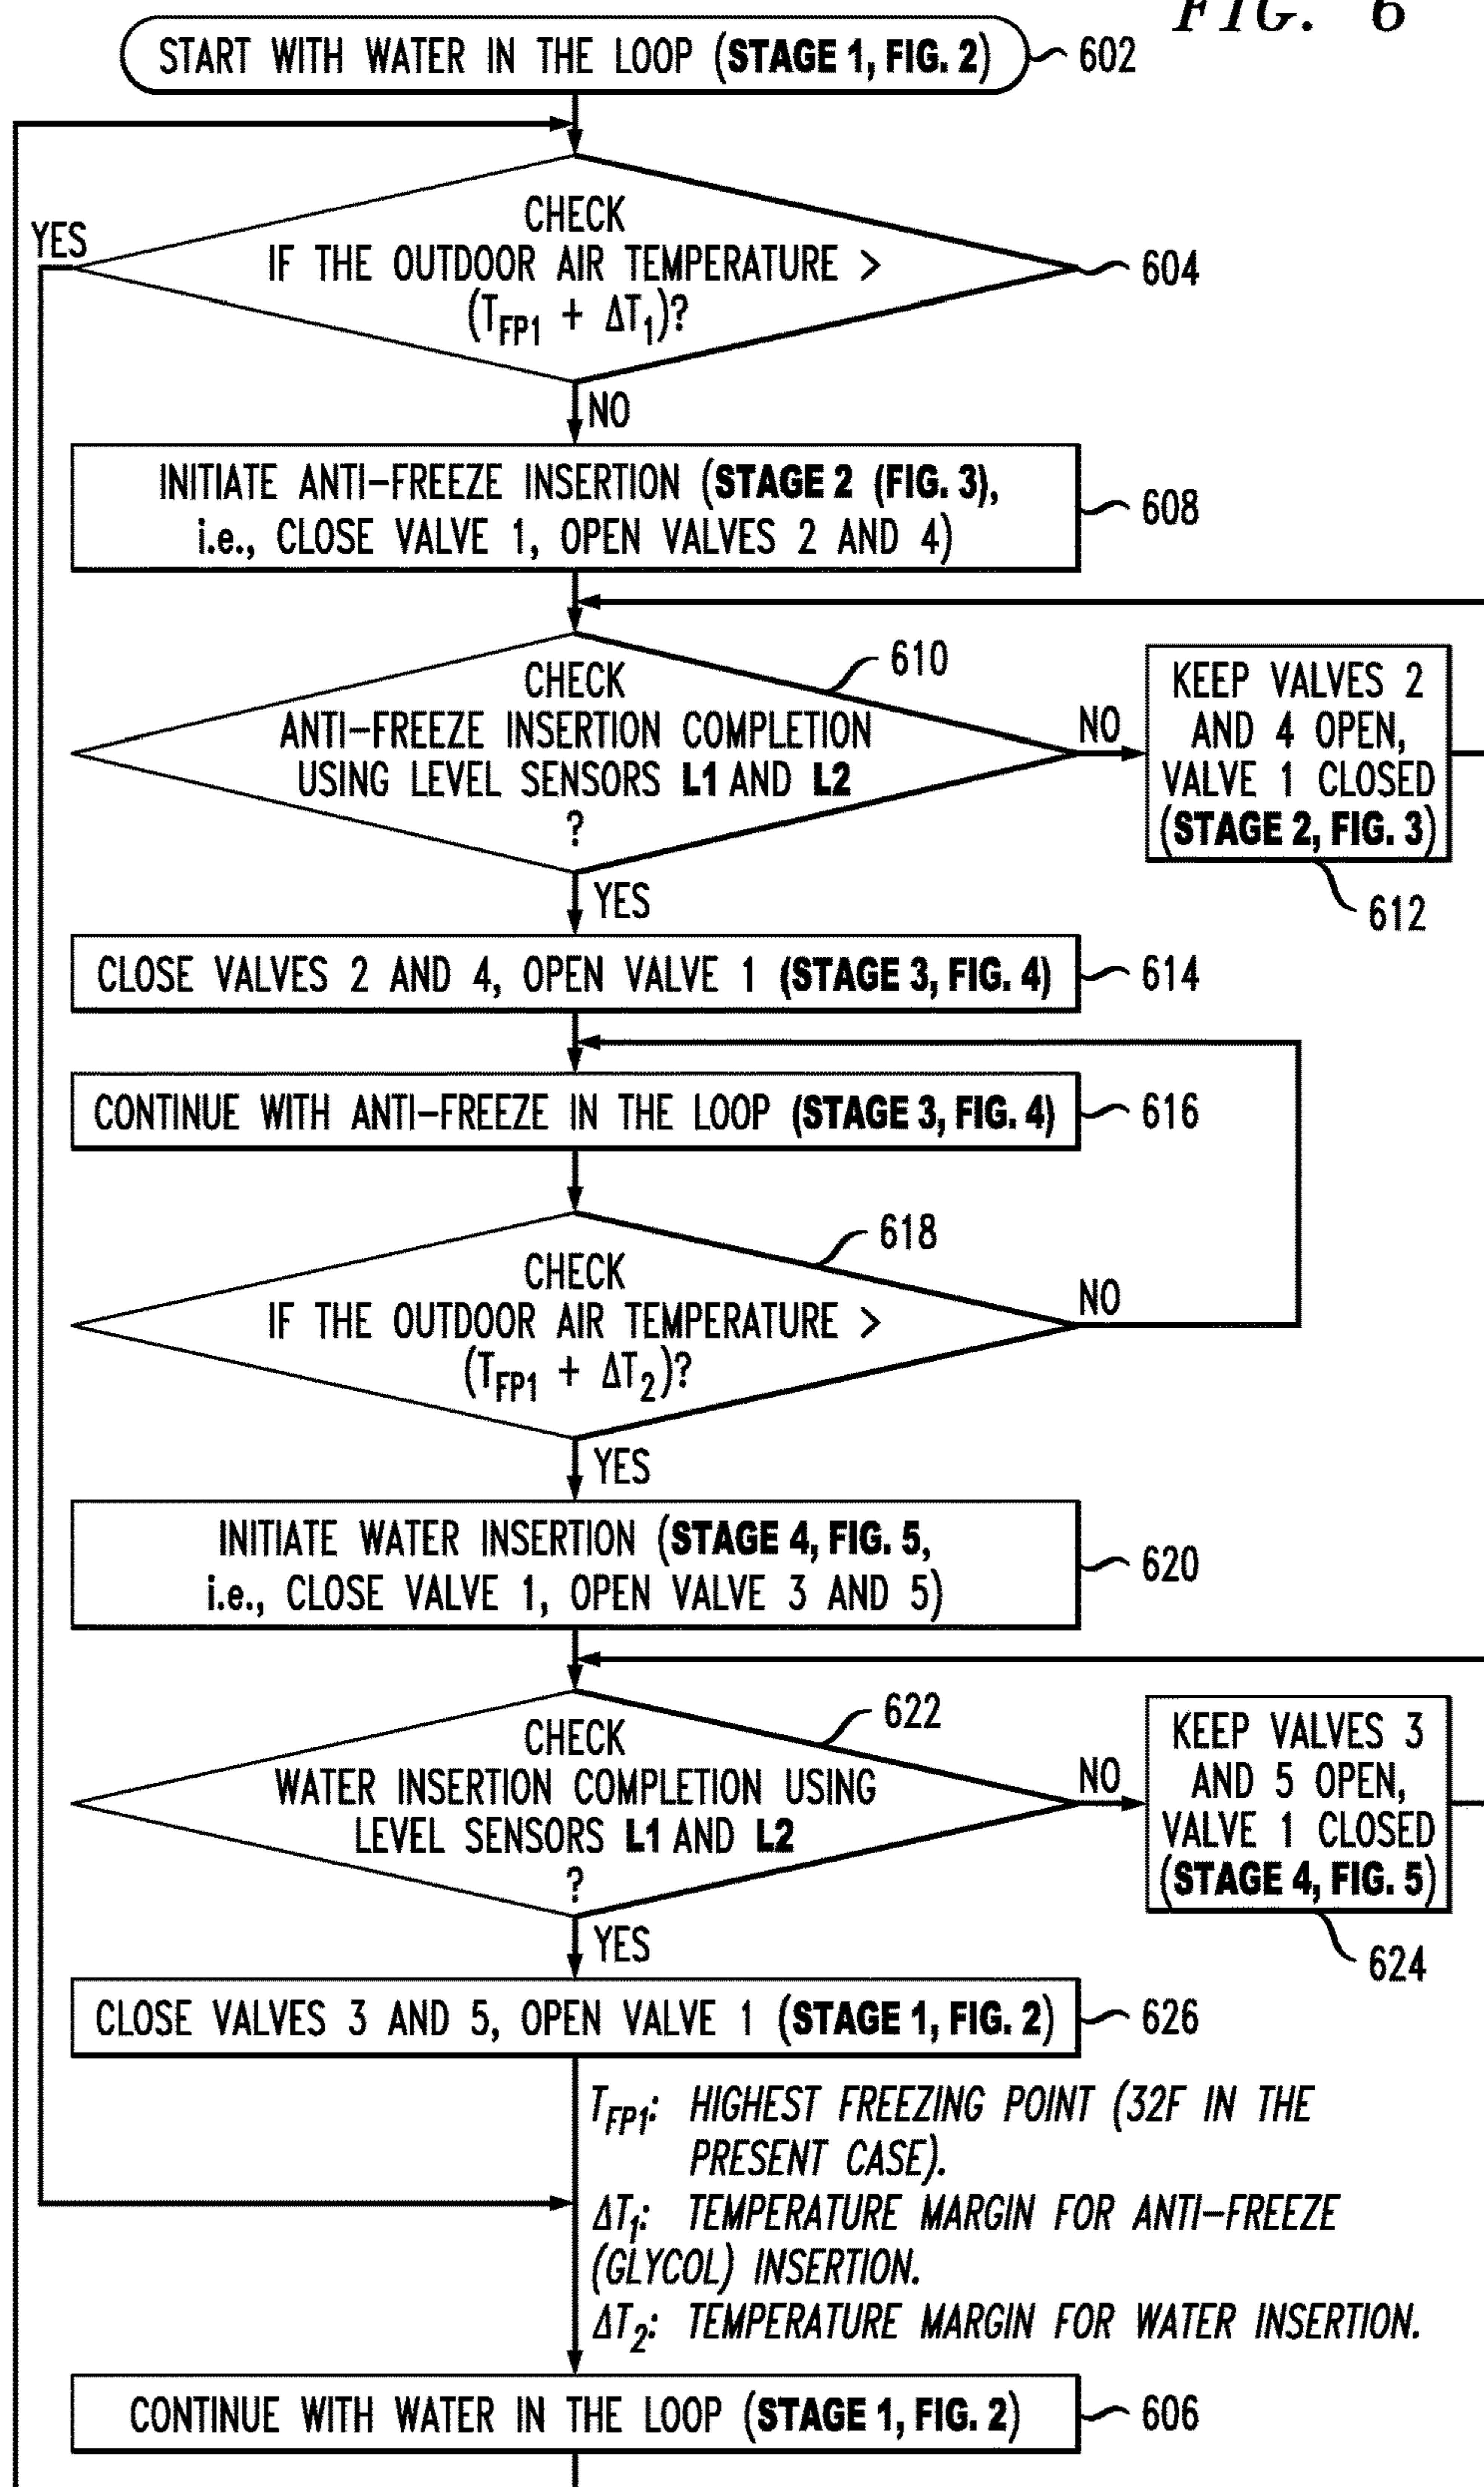 FIG. 6
START WITH WATER IN THE LOOP (STAGE 1, FIG. 2)
602
CHECK
IF THE OUTDOOR AIR TEMPERATURE >
(T_FP1 + ΔT_1)?
YES
604
NO
INITIATE ANTI-FREEZE INSERTION (STAGE 2 (FIG. 3),
i.e., CLOSE VALVE 1, OPEN VALVES 2 AND 4)
608
CHECK
ANTI-FREEZE INSERTION COMPLETION
USING LEVEL SENSORS L1 AND L2
?
610
NO
KEEP VALVES 2
AND 4 OPEN,
VALVE 1 CLOSED
(STAGE 2, FIG. 3)
612
YES
CLOSE VALVES 2 AND 4, OPEN VALVE 1 (STAGE 3, FIG. 4)
614
CONTINUE WITH ANTI-FREEZE IN THE LOOP (STAGE 3, FIG. 4)
616
CHECK
IF THE OUTDOOR AIR TEMPERATURE >
(T_FP1 + ΔT_2)?
618
NO
YES
INITIATE WATER INSERTION (STAGE 4, FIG. 5,
i.e., CLOSE VALVE 1, OPEN VALVE 3 AND 5)
620
CHECK
WATER INSERTION COMPLETION USING
LEVEL SENSORS L1 AND L2
?
622
NO
KEEP VALVES 3
AND 5 OPEN,
VALVE 1 CLOSED
(STAGE 4, FIG. 5)
624
YES
CLOSE VALVES 3 AND 5, OPEN VALVE 1 (STAGE 1, FIG. 2)
626
T_FP1: HIGHEST FREEZING POINT (32F IN THE
PRESENT CASE).
ΔT_1: TEMPERATURE MARGIN FOR ANTI-FREEZE
(GLYCOL) INSERTION.
ΔT_2: TEMPERATURE MARGIN FOR WATER INSERTION.
CONTINUE WITH WATER IN THE LOOP (STAGE 1, FIG. 2)
606